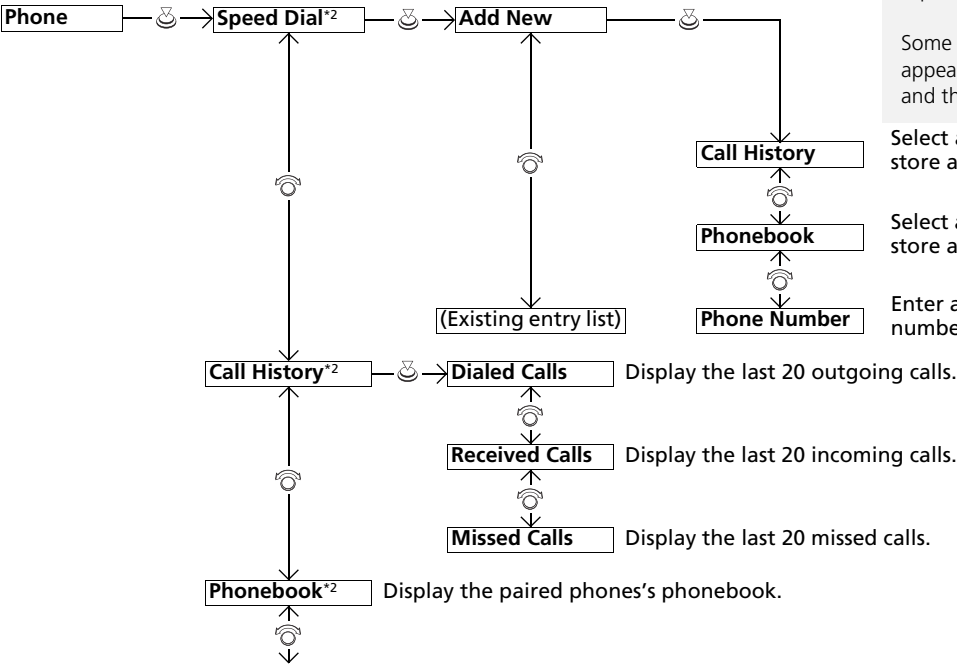 Phone
Speed Dial*2
Add New
Some
and th
Call History
Select
store a
Phonebook
Select
store a
Phone Number
Enter a
(Existing entry list)
Call History*2
Dialed Calls
Display the last 20 outgoing calls.
Received Calls
Display the last 20 incoming calls.
Missed Calls
Display the last 20 missed calls.
Phonebook*2
Display the paired phones's phonebook.